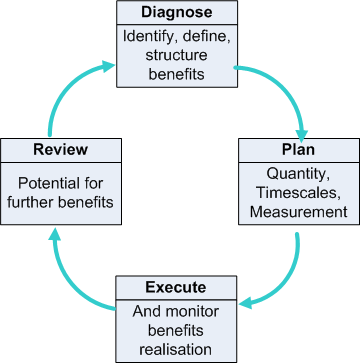 Diagnose
Identify, define,
structure
benefits
Plan
Quantity,
Timescales,
Measurement
Execute
And monitor
benefits
realisation
Review
Potential for
further benefits